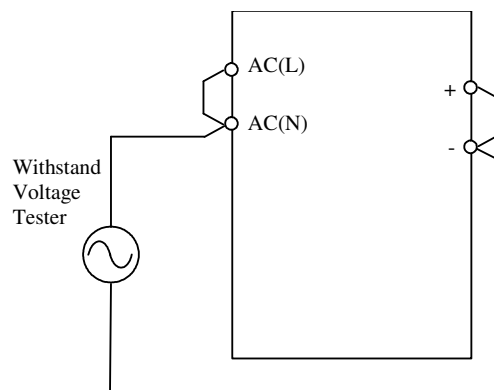 AC(L)
+
AC(N)
-
Withstand
Voltage
Tester